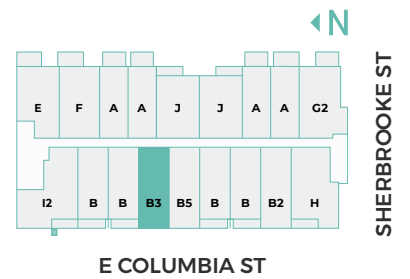 N
E F A A J J A A G2
I2 B B B3 B5 B B B2 H
SHERBROOKE ST
E COLUMBIA ST